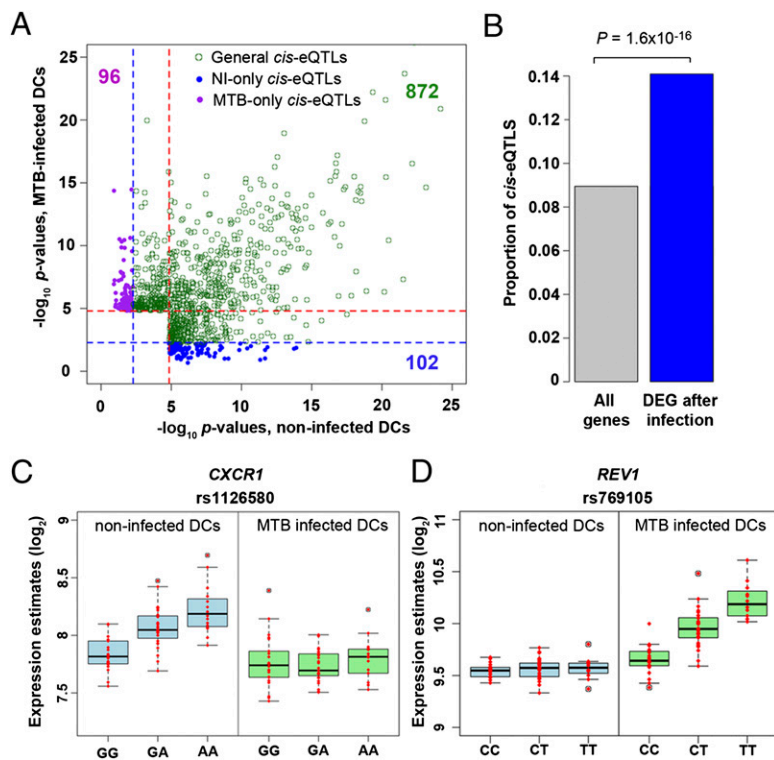 A
-log10 p-values, MTB-infected DCs
25
20
15
10
5
0
96
General cis-eQTLs
NI-only cis-eQTLs
MTB-only cis-eQTLs
872
102
0 5 10 15 20 25
-log10 p-values, non-infected DCs
B
P = 1.6x10-16
Proportion of cis-eQTLS
0.14
0.12
0.10
0.08
0.06
0.04
0.02
0
All genes
DEG after infection
C
CXCR1
rs1126580
Expression estimates (log2)
9
8.5
8
7.5
non-infected DCs
MTB infected DCs
GG GA AA GG GA AA
D
REV1
rs769105
Expression estimates (log2)
11
10.5
10
9.5
9
non-infected DCs
MTB infected DCs
CC CT TT CC CT TT